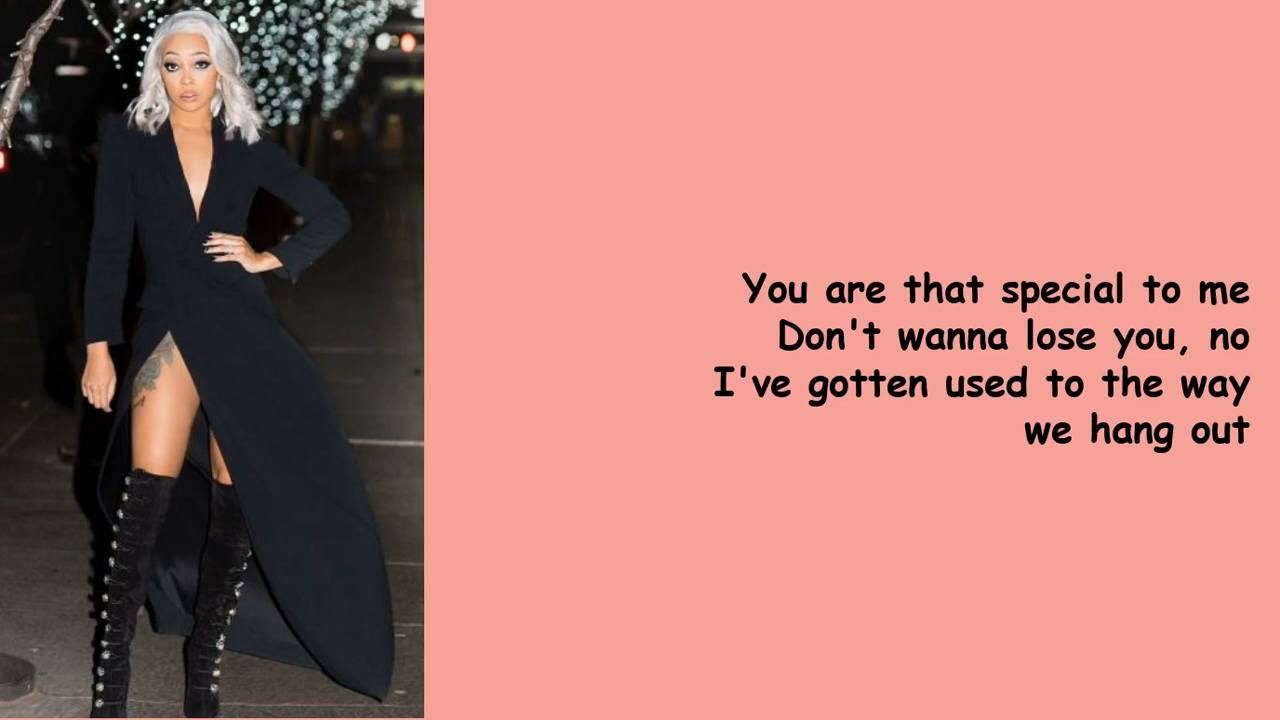 You are that special to me
Don't wanna lose you, no
I've gotten used to the way
we hang out